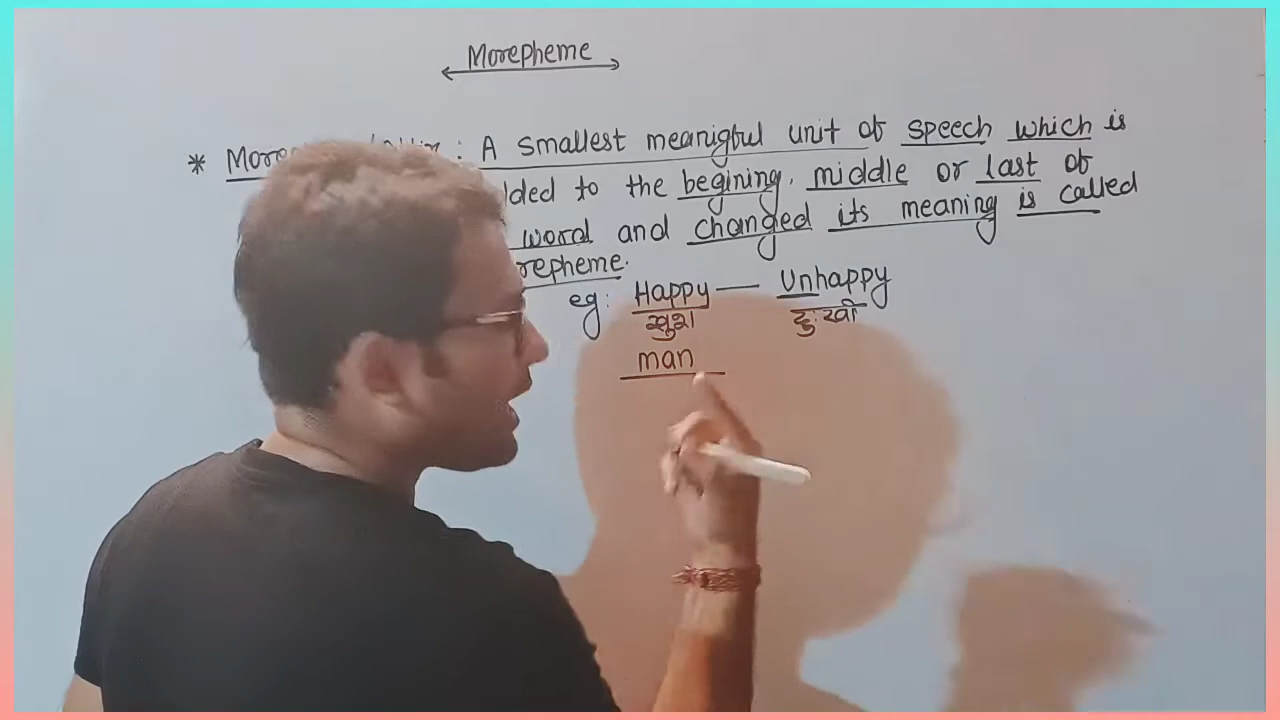 Morepheme
* More : A smallest meanigful unit of speech which is
dded to the begining, middle or last of
word and changed its meaning is called
repheme.
eg: Happy — Unhappy
खुश दुःखी
man